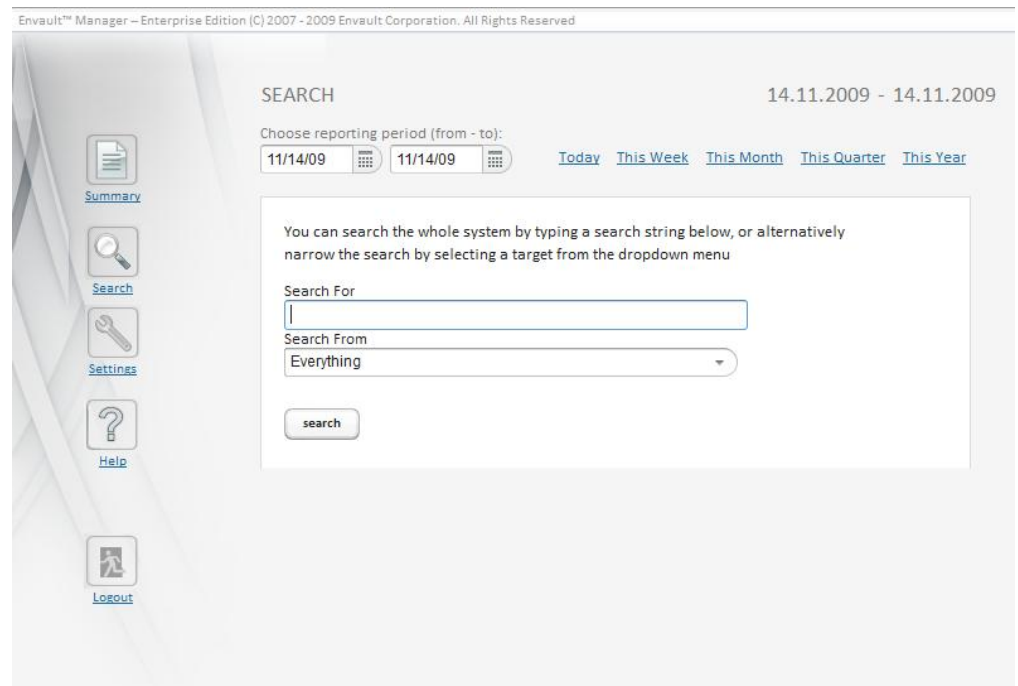 Envault™ Manager – Enterprise Edition (C) 2007 - 2009 Envault Corporation. All Rights Reserved
SEARCH
14.11.2009 - 14.11.2009
Choose reporting period (from - to):
11/14/09
11/14/09
Today
This Week
This Month
This Quarter
This Year
Summary
Search
Settings
Help
Logout
You can search the whole system by typing a search string below, or alternatively
narrow the search by selecting a target from the dropdown menu
Search For
Search From
Everything
search